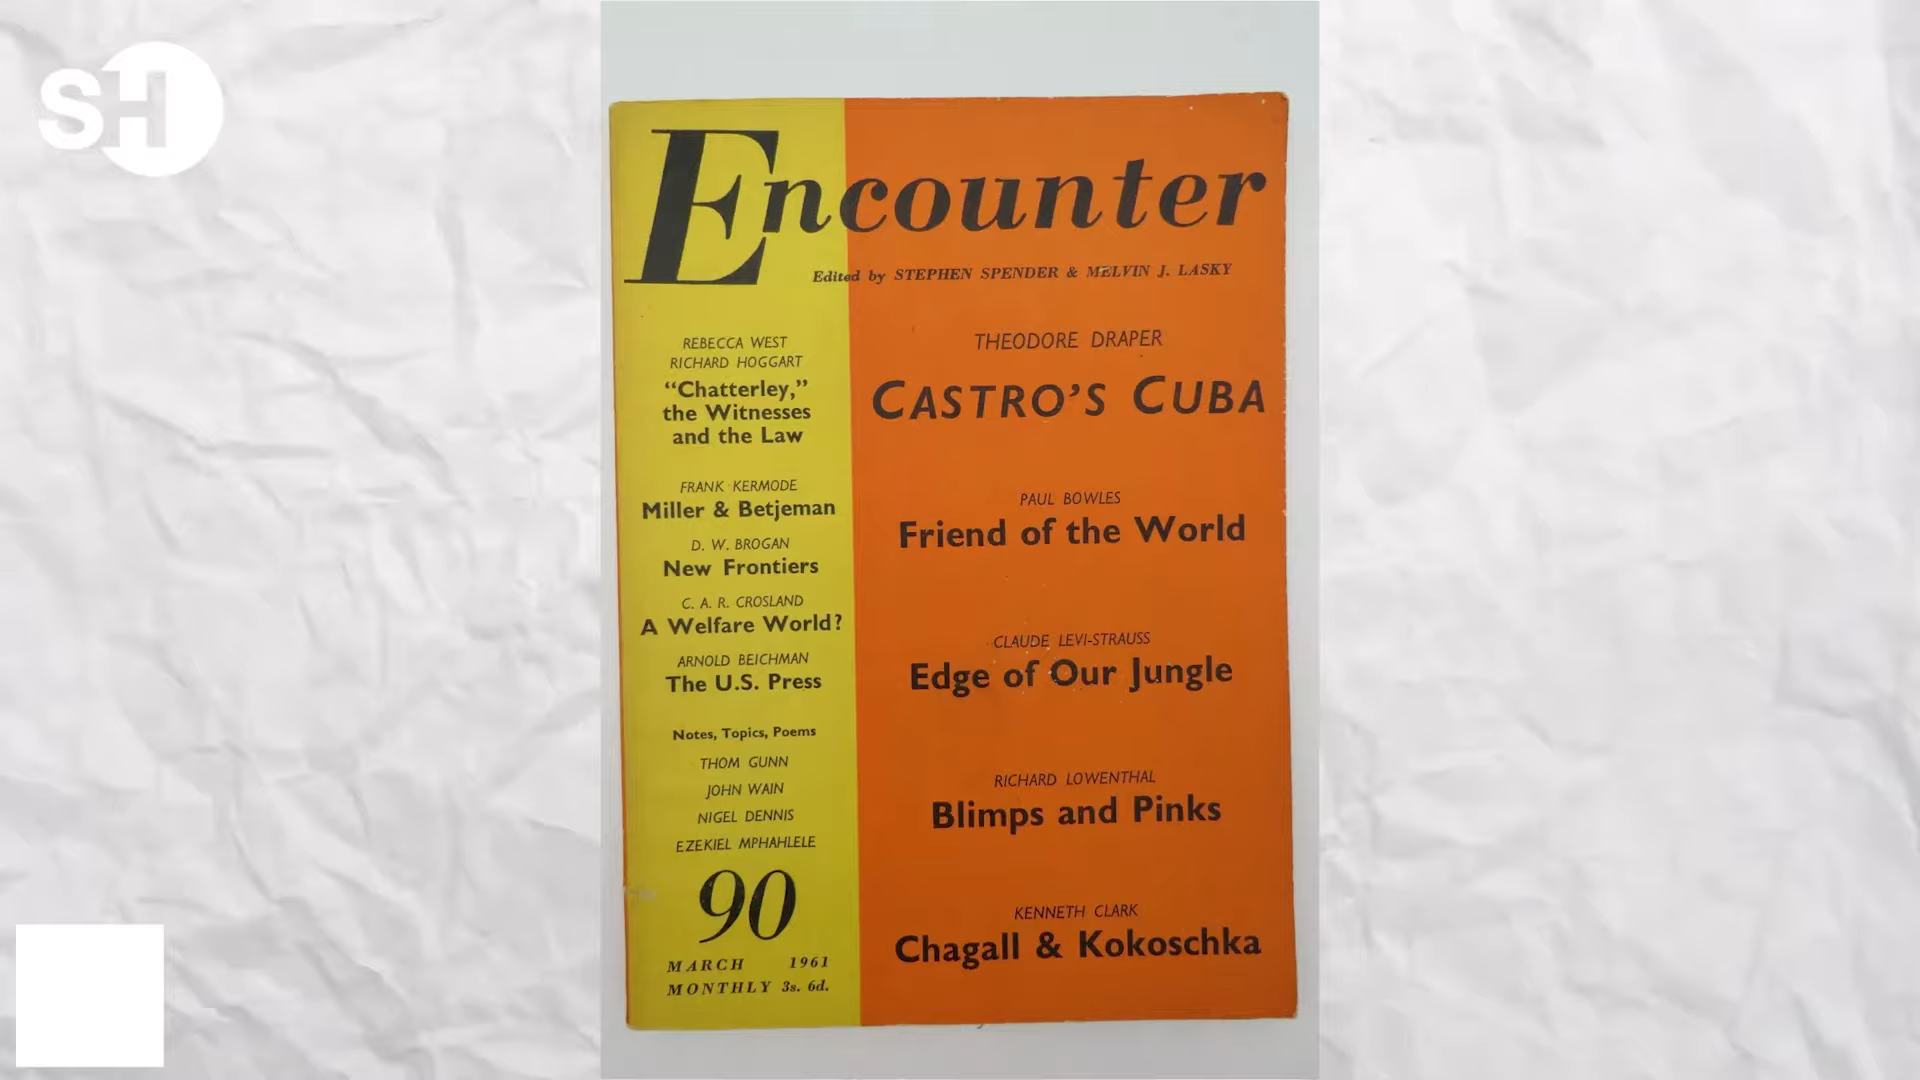 SH
Encounter
Edited by STEPHEN SPENDER & MELVIN J. LASKY
REBECCA WEST
RICHARD HOGGART
“Chatterley,”
the Witnesses
and the Law
FRANK KERMODE
Miller & Betjeman
D. W. BROGAN
New Frontiers
C. A. R. CROSLAND
A Welfare World?
ARNOLD BEICHMAN
The U.S. Press
Notes, Topics, Poems
THOM GUNN
JOHN WAIN
NIGEL DENNIS
EZEKIEL MPHAHLELE
90
MARCH 1961
MONTHLY 3s. 6d.
THEODORE DRAPER
CASTRO’S CUBA
PAUL BOWLES
Friend of the World
CLAUDE LEVI-STRAUSS
Edge of Our Jungle
RICHARD LOWENTHAL
Blimps and Pinks
KENNETH CLARK
Chagall & Kokoschka